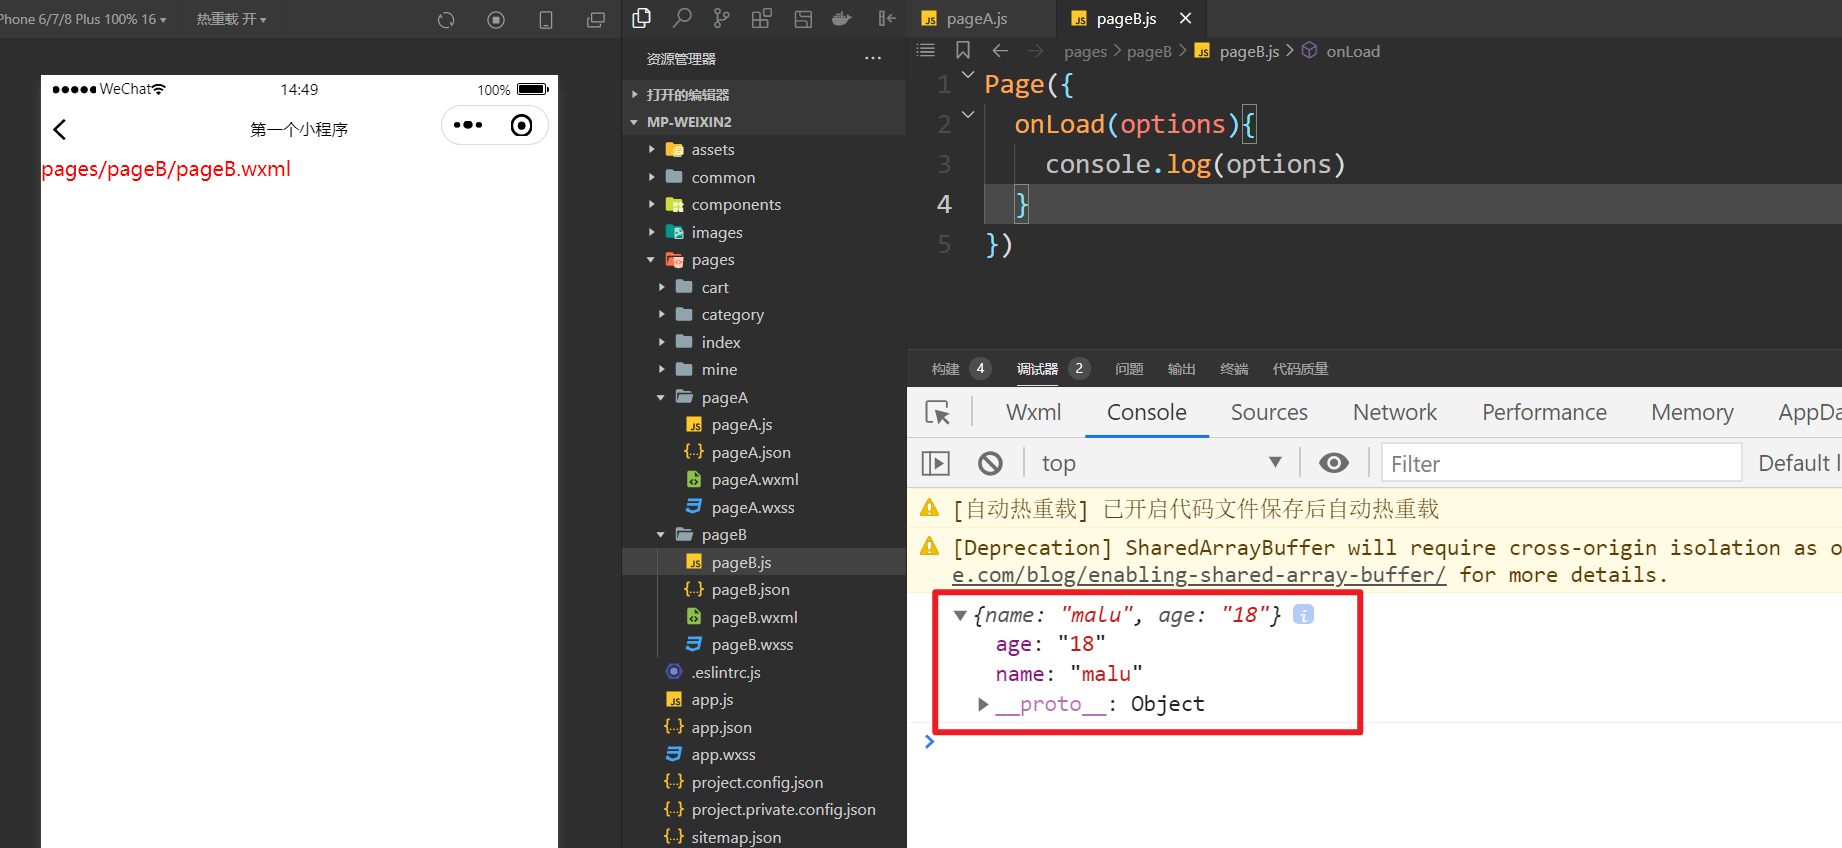 Phone 6/7/8 Plus 100% 16 热重载 开
WeChat 14:49 100%
第一个小程序
pages/pageB/pageB.wxml
资源管理器
打开的编辑器
MP-WEIXIN2
assets
common
components
images
pages
cart
category
index
mine
pageA
pageA.js
pageA.json
pageA.wxml
pageA.wxss
pageB
pageB.js
pageB.json
pageB.wxml
pageB.wxss
.eslintrc.js
app.js
app.json
app.wxss
project.config.json
project.private.config.json
sitemap.json
pageA.js pageB.js
pages pageB pageB.js onLoad
1 Page({
2 onLoad(options){
3 console.log(options)
4 }
5 })
构建 4 调试器 2 问题 输出 终端 代码质量
Wxml Console Sources Network Performance Memory AppDa
top Filter Default l
[自动热重载] 已开启代码文件保存后自动热重载
[Deprecation] SharedArrayBuffer will require cross-origin isolation as o
e.com/blog/enabling-shared-array-buffer/ for more details.
{name: "malu", age: "18"}
age: "18"
name: "malu"
__proto__: Object